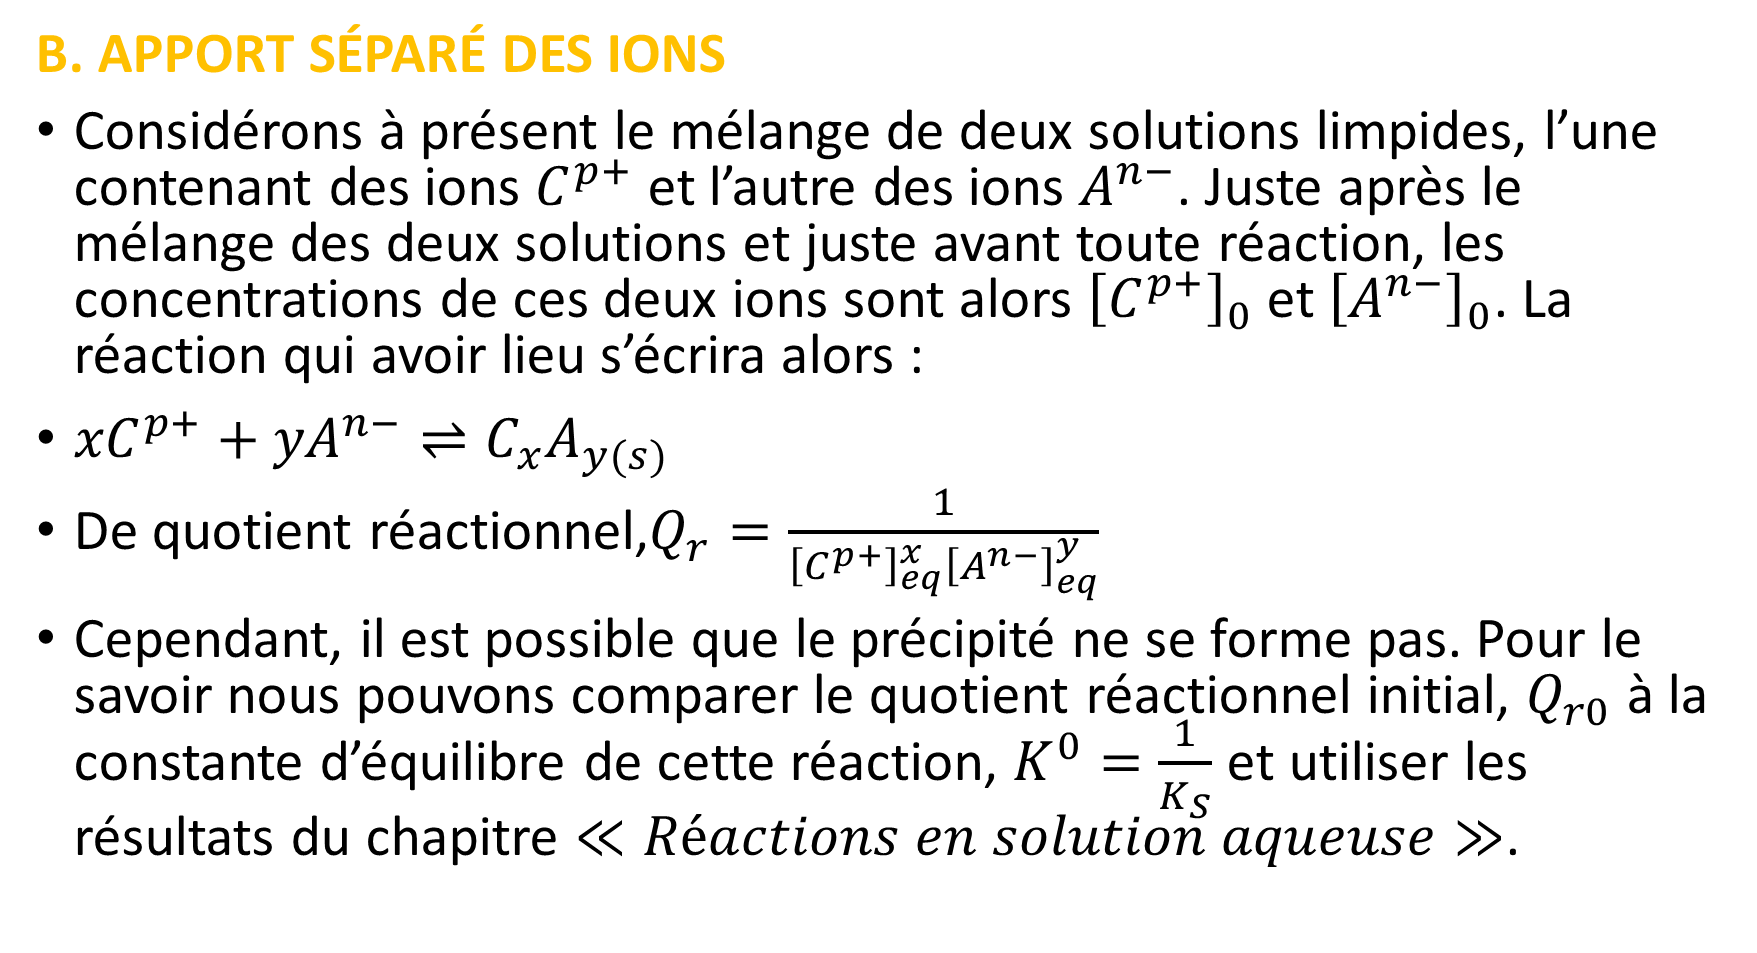 B. APPORT SÉPARÉ DES IONS
• Considérons à présent le mélange de deux solutions limpides, l’une
contenant des ions $C^{p+}$ et l’autre des ions $A^{n-}$. Juste après le
mélange des deux solutions et juste avant toute réaction, les
concentrations de ces deux ions sont alors $[C^{p+}]_0$ et $[A^{n-}]_0$. La
réaction qui avoir lieu s’écrira alors :
• $xC^{p+} + yA^{n-} \rightleftharpoons C_xA_{y(s)}$
• De quotient réactionnel,$Q_r = \frac{1}{[C^{p+}]_{eq}^{x}[A^{n-}]_{eq}^{y}}$
• Cependant, il est possible que le précipité ne se forme pas. Pour le
savoir nous pouvons comparer le quotient réactionnel initial, $Q_{r0}$ à la
constante d’équilibre de cette réaction, $K^0 = \frac{1}{K_S}$ et utiliser les
résultats du chapitre ≪ Réactions en solution aqueuse ≫.